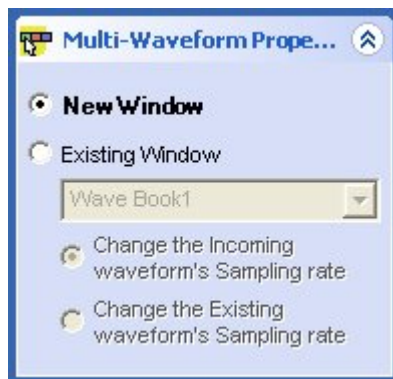 Multi-Waveform Prope...
New Window
Existing Window
Wave Book1
Change the Incoming
waveform's Sampling rate
Change the Existing
waveform's Sampling rate